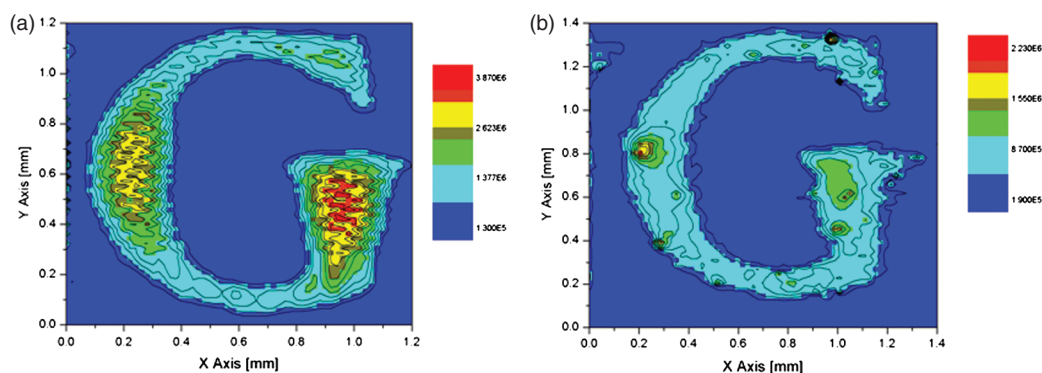 (a)
1.2
1.0
0.8
0.6
0.4
0.2
0.0
Y Axis [mm]
0.0 0.2 0.4 0.6 0.8 1.0 1.2
X Axis [mm]
3 870E6
2 623E6
1 377E6
1 300E5
(b)
1.4
1.2
1.0
0.8
0.6
0.4
0.2
0.0
Y Axis [mm]
0.0 0.2 0.4 0.6 0.8 1.0 1.2 1.4
X Axis [mm]
2 230E6
1 550E6
8 700E5
1 900E5
G
G